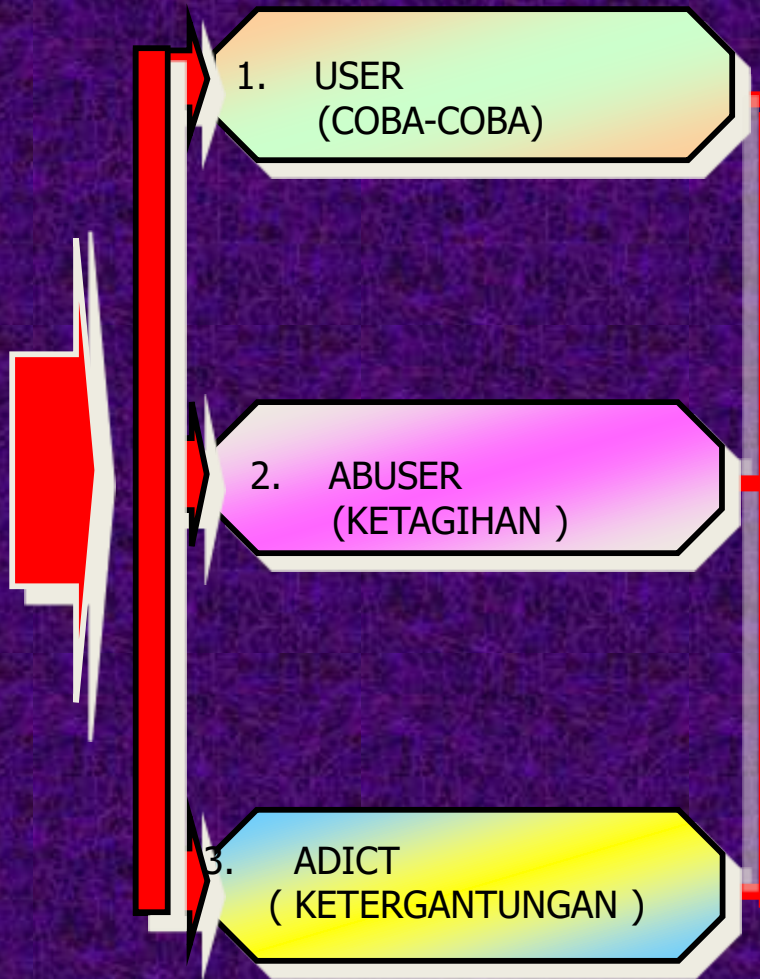 1. USER
(COBA-COBA)
2. ABUSER
(KETAGIHAN )
3. ADICT
( KETERGANTUNGAN )